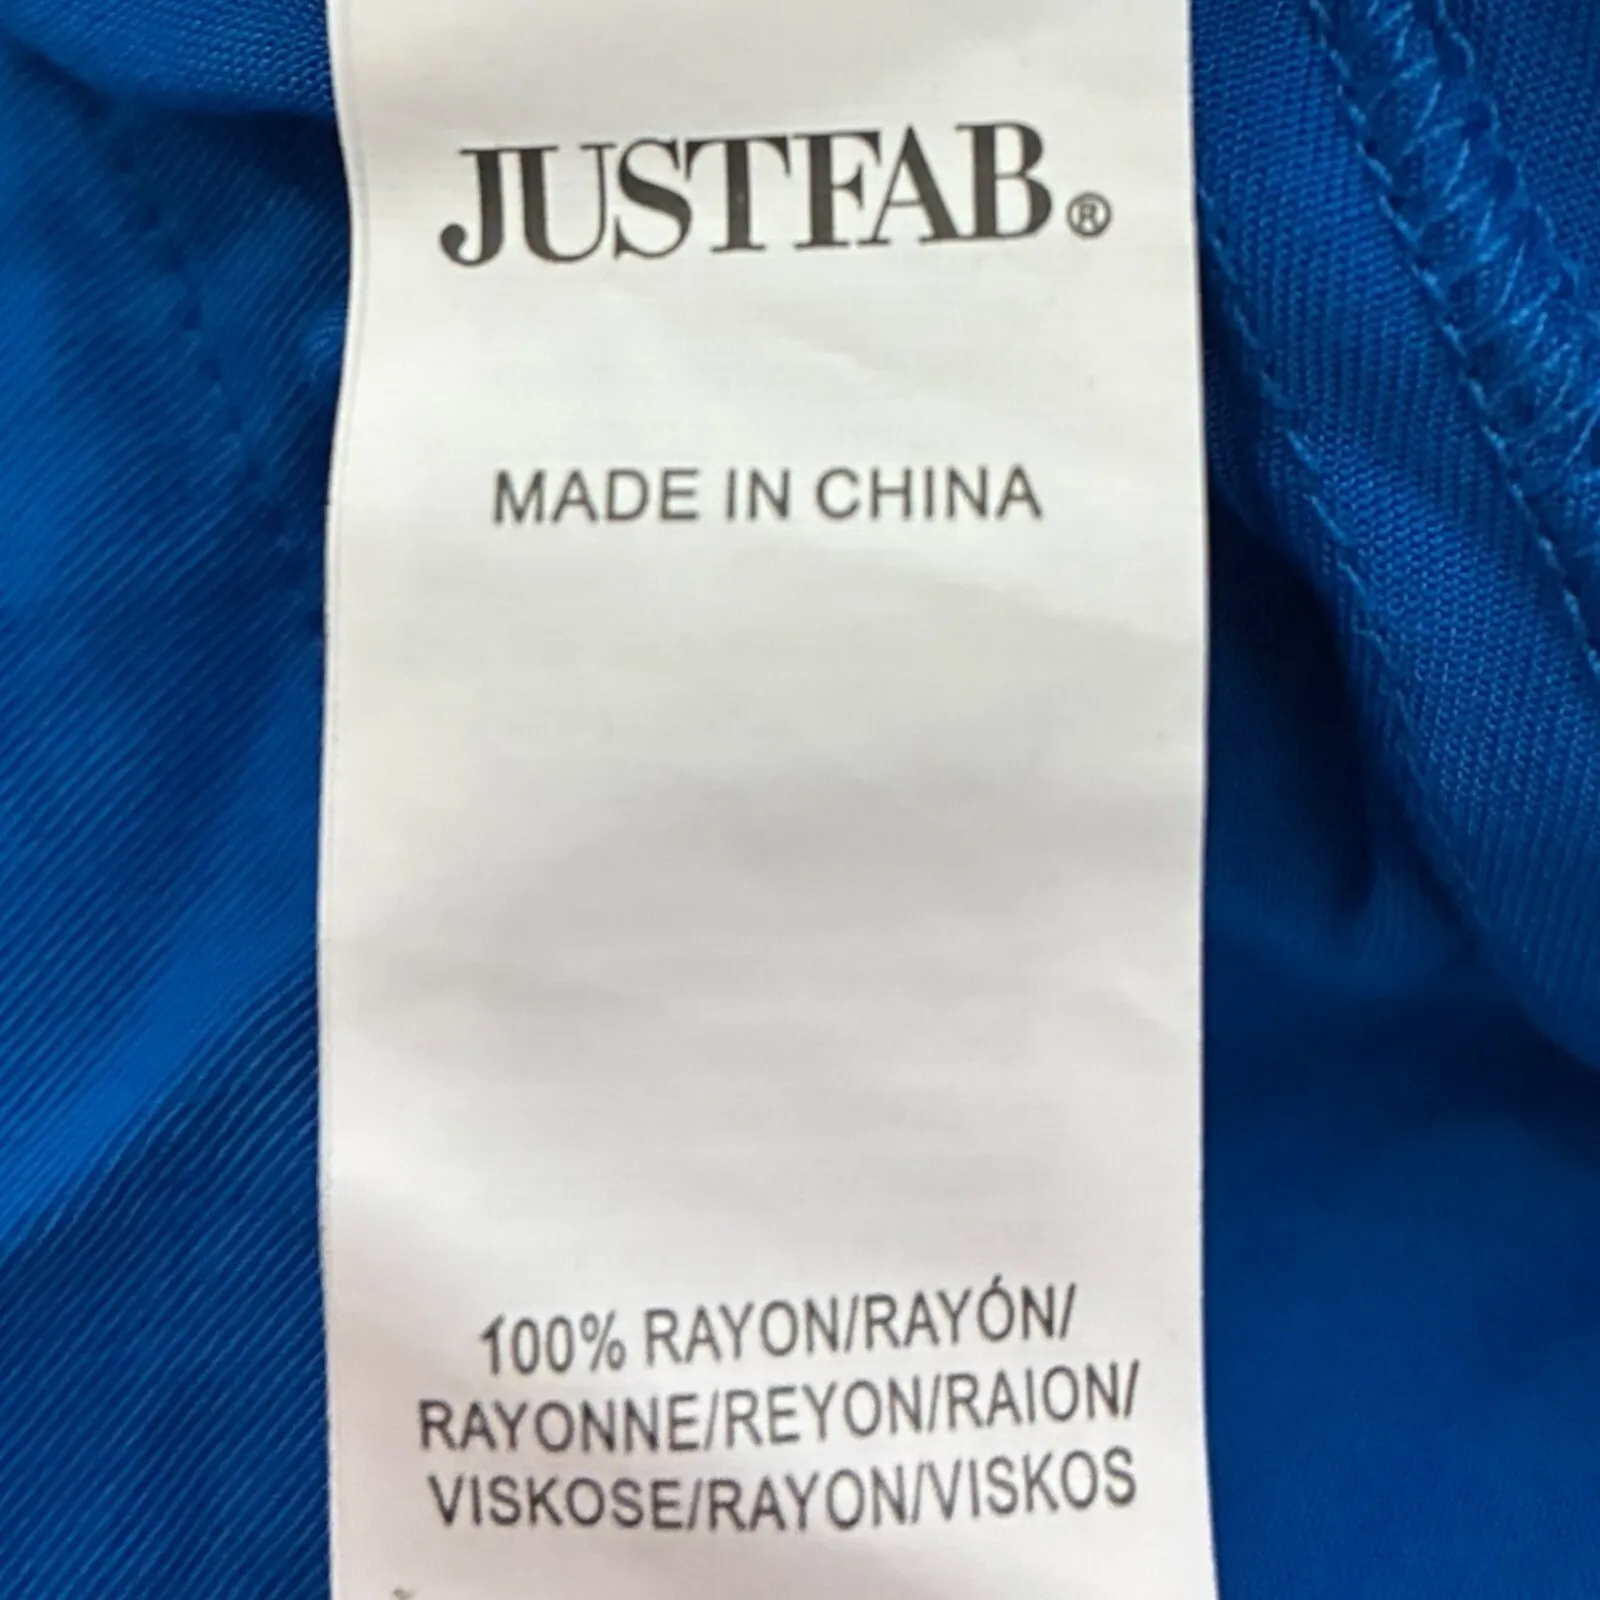 JUSTFAB®
MADE IN CHINA
100% RAYON/RAYÓN/
RAYONNE/REYON/RAION/
VISKOSE/RAYON/VISKOS